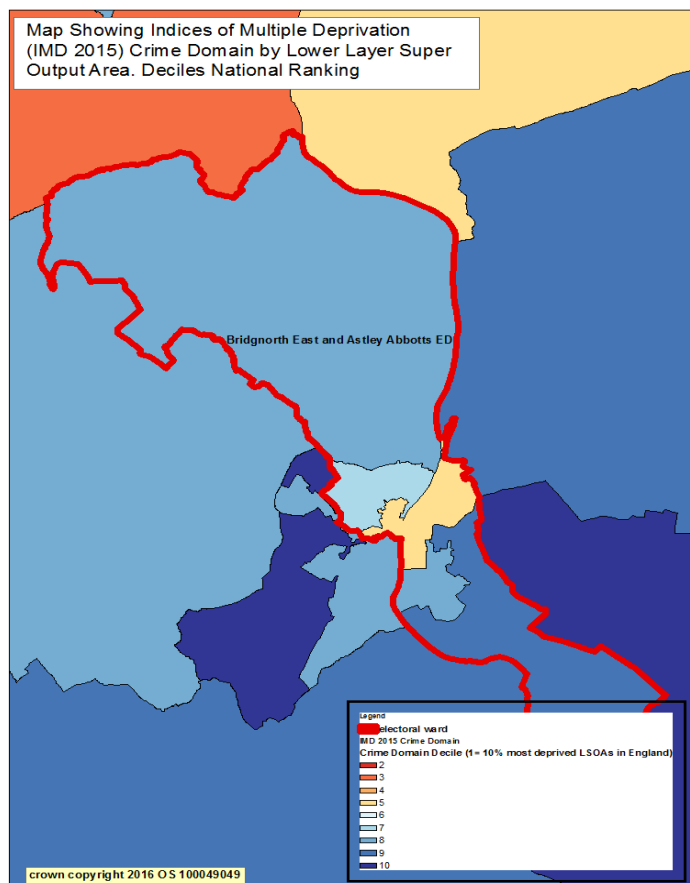 Map Showing Indices of Multiple Deprivation
(IMD 2015) Crime Domain by Lower Layer Super
Output Area. Deciles National Ranking
Bridgnorth East and Astley Abbotts ED
Legend
electoral ward
IMD 2015 Crime Domain
Crime Domain Decile (1= 10% most deprived LSOAs in England)
2
3
4
5
6
7
8
9
10
crown copyright 2016 OS 100049049